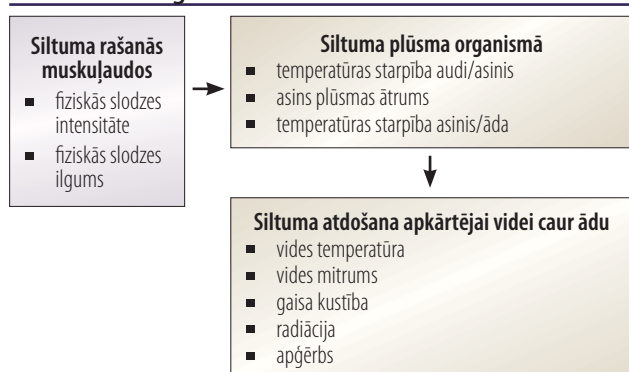 Siltuma rašanās
muskuļaudos
▪ fiziskās slodzes
intensitāte
▪ fiziskās slodzes
ilgums
Siltuma plūsma organismā
▪ temperatūras starpība audi/asinis
▪ asins plūsmas ātrums
▪ temperatūras starpība asinis/āda
Siltuma atdošana apkārtējai videi caur ādu
▪ vides temperatūra
▪ vides mitrums
▪ gaisa kustība
▪ radiācija
▪ apģērbs